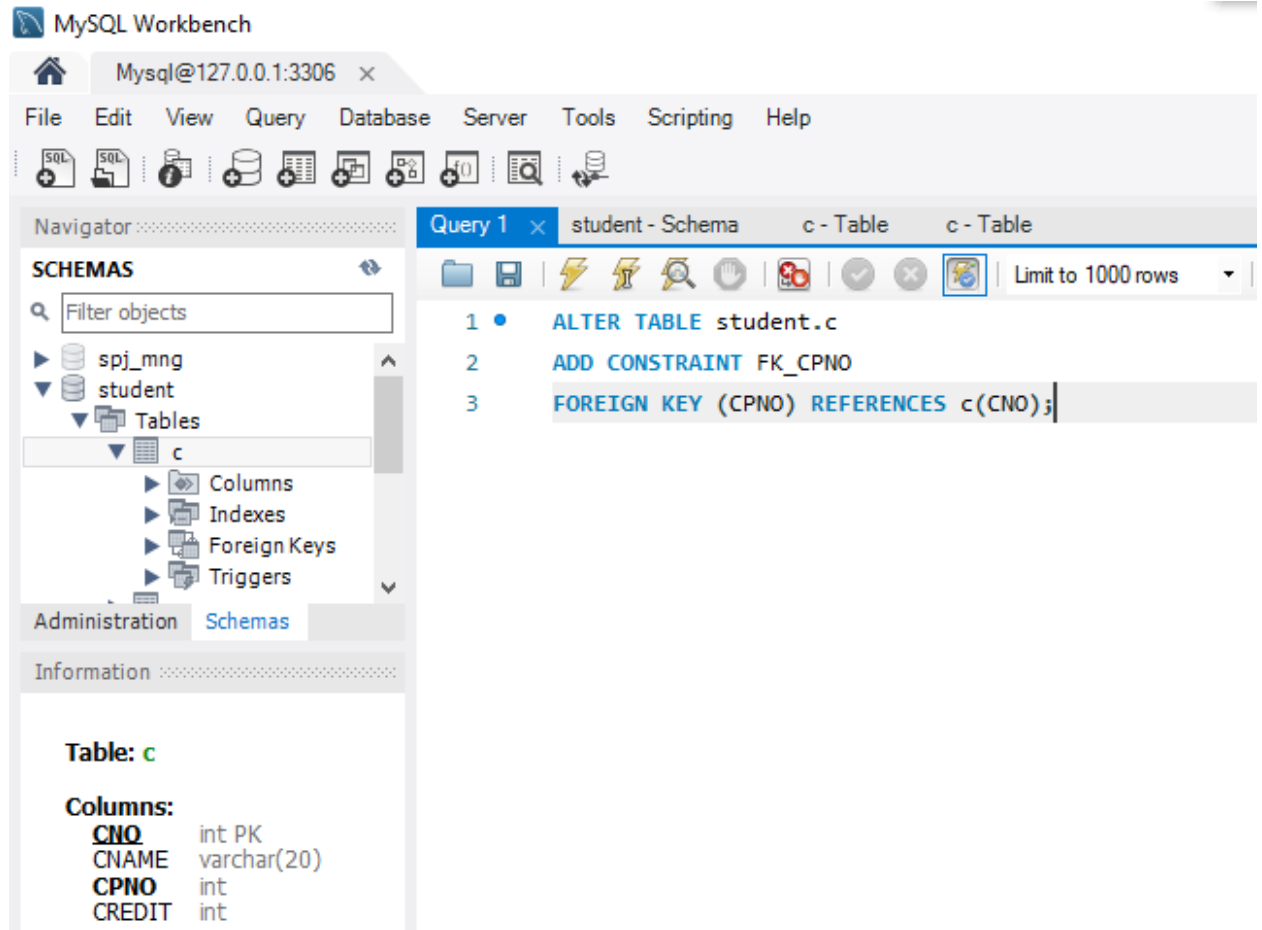 MySQL Workbench
Mysql@127.0.0.1:3306 ×
File Edit View Query Database Server Tools Scripting Help
Navigator
SCHEMAS
Filter objects
spj_mng
student
Tables
c
Columns
Indexes
Foreign Keys
Triggers
Administration Schemas
Information
Table: c
Columns:
CNO int PK
CNAME varchar(20)
CPNO int
CREDIT int
Query 1 × student - Schema c - Table c - Table
Limit to 1000 rows
1 ALTER TABLE student.c
2 ADD CONSTRAINT FK_CPNO
3 FOREIGN KEY (CPNO) REFERENCES c(CNO);